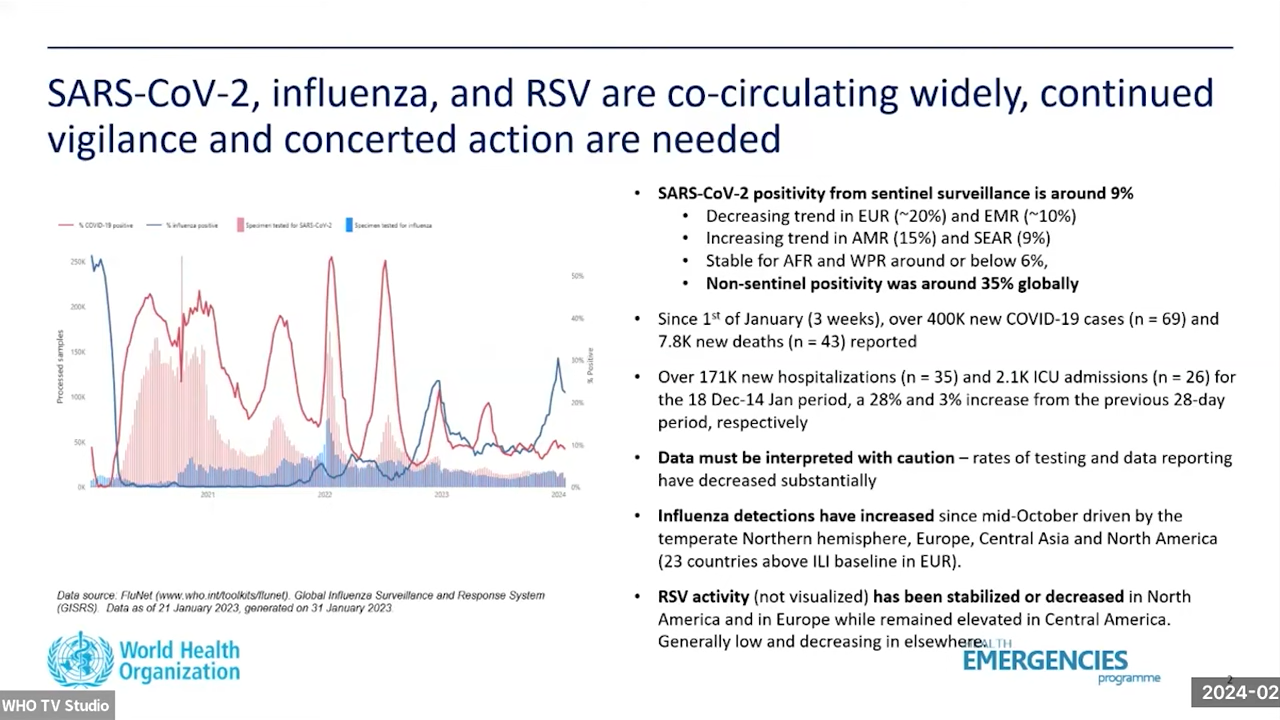 SARS-CoV-2, influenza, and RSV are co-circulating widely, continued
vigilance and concerted action are needed
% COVID-19 positive
% influenza positive
Specimen tested for SARS-CoV-2
Specimen tested for influenza
250K
200K
150K
100K
50K
0K
Processed samples
50%
40%
30%
20%
10%
0%
% Positive
2021
2022
2023
2024
• SARS-CoV-2 positivity from sentinel surveillance is around 9%
• Decreasing trend in EUR (~20%) and EMR (~10%)
• Increasing trend in AMR (15%) and SEAR (9%)
• Stable for AFR and WPR around or below 6%,
• Non-sentinel positivity was around 35% globally
• Since 1st of January (3 weeks), over 400K new COVID-19 cases (n = 69) and
7.8K new deaths (n = 43) reported
• Over 171K new hospitalizations (n = 35) and 2.1K ICU admissions (n = 26) for
the 18 Dec-14 Jan period, a 28% and 3% increase from the previous 28-day
period, respectively
• Data must be interpreted with caution – rates of testing and data reporting
have decreased substantially
• Influenza detections have increased since mid-October driven by the
temperate Northern hemisphere, Europe, Central Asia and North America
(23 countries above ILI baseline in EUR).
• RSV activity (not visualized) has been stabilized or decreased in North
America and in Europe while remained elevated in Central America.
Generally low and decreasing in elsewhere.
Data source: FluNet (www.who.int/toolkits/flunet). Global Influenza Surveillance and Response System
(GISRS). Data as of 21 January 2023, generated on 31 January 2023.
World Health
Organization
HEALTH
EMERGENCIES
programme
2
WHO TV Studio
2024-02